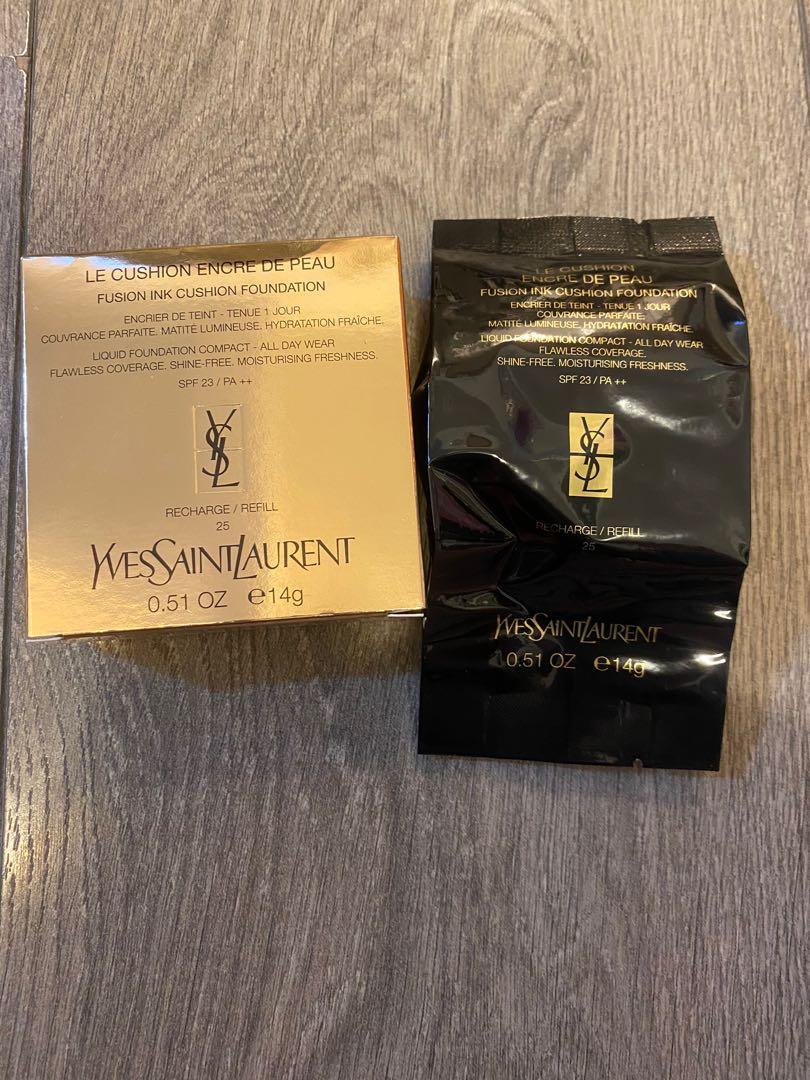 LE CUSHION ENCRE DE PEAU
FUSION INK CUSHION FOUNDATION
ENCRIER DE TEINT - TENUE 1 JOUR
COUVRANCE PARFAITE. MATITÉ LUMINEUSE. HYDRATATION FRAÎCHE.
LIQUID FOUNDATION COMPACT - ALL DAY WEAR
FLAWLESS COVERAGE. SHINE-FREE. MOISTURISING FRESHNESS.
SPF 23 / PA ++
YSL
RECHARGE / REFILL
25
YVESSAINTLAURENT
0.51 OZ e14g
LE CUSHION
ENCRE DE PEAU
FUSION INK CUSHION FOUNDATION
ENCRIER DE TEINT - TENUE 1 JOUR
COUVRANCE PARFAITE.
MATITÉ LUMINEUSE. HYDRATATION FRAÎCHE.
LIQUID FOUNDATION COMPACT - ALL DAY WEAR
FLAWLESS COVERAGE.
SHINE-FREE. MOISTURISING FRESHNESS.
SPF 23 / PA ++
YSL
RECHARGE / REFILL
25
YVESSAINTLAURENT
0.51 OZ e14g